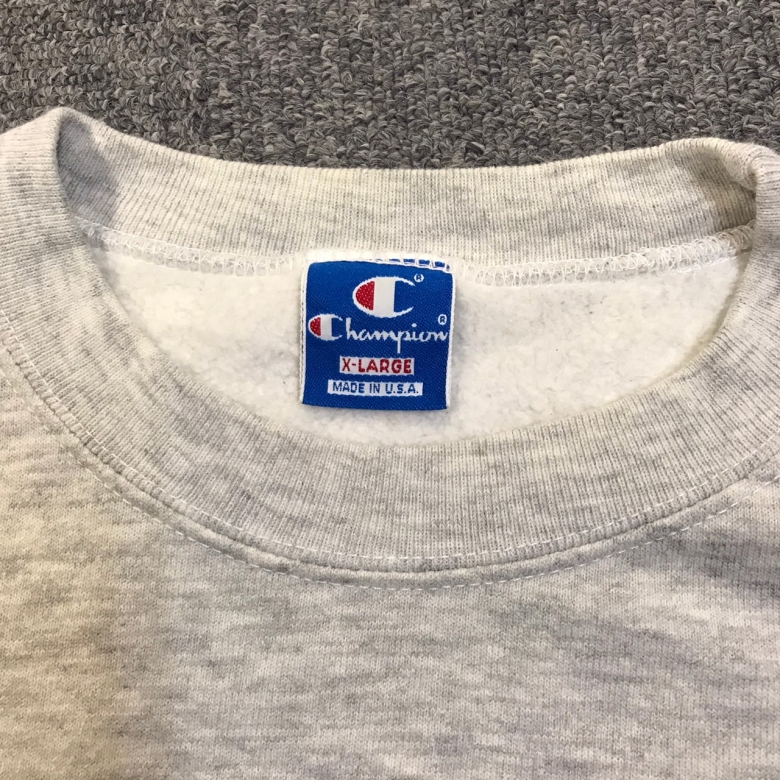 ®
Champion®
X-LARGE
MADE IN U.S.A.